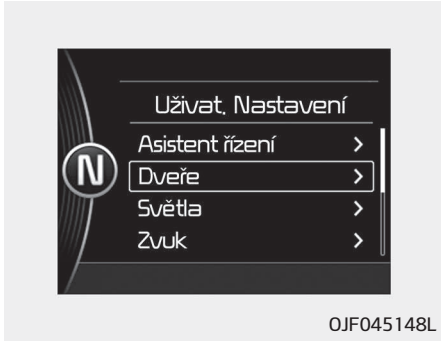 Uživat. Nastavení
Asistent řízení >
N
Dveře >
Světla >
Zvuk >
OJF045148L